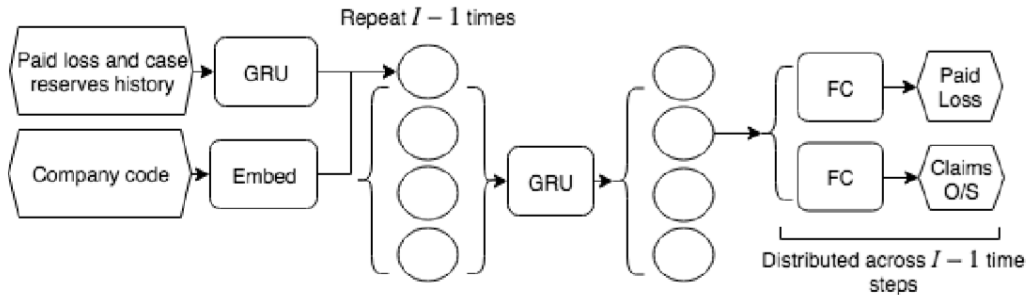 Repeat I − 1 times
Paid loss and case
reserves history
GRU
Company code
Embed
GRU
FC
Paid
Loss
FC
Claims
O/S
Distributed across I − 1 time
steps